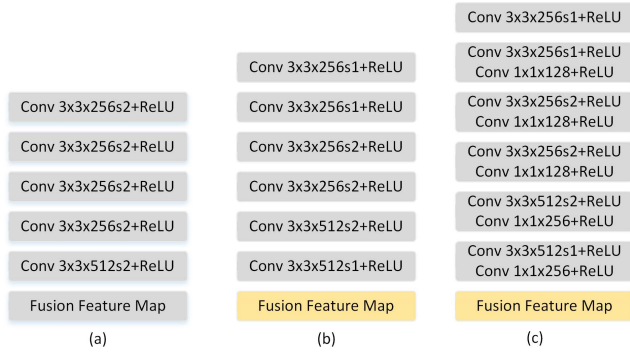 Conv 3x3x256s2+ReLU
Conv 3x3x256s2+ReLU
Conv 3x3x256s2+ReLU
Conv 3x3x256s2+ReLU
Conv 3x3x512s2+ReLU
Fusion Feature Map
(a)
Conv 3x3x256s1+ReLU
Conv 3x3x256s1+ReLU
Conv 3x3x256s2+ReLU
Conv 3x3x256s2+ReLU
Conv 3x3x512s2+ReLU
Conv 3x3x512s1+ReLU
Fusion Feature Map
(b)
Conv 3x3x256s1+ReLU
Conv 3x3x256s1+ReLU
Conv 1x1x128+ReLU
Conv 3x3x256s2+ReLU
Conv 1x1x128+ReLU
Conv 3x3x256s2+ReLU
Conv 1x1x128+ReLU
Conv 3x3x512s2+ReLU
Conv 1x1x256+ReLU
Conv 3x3x512s1+ReLU
Conv 1x1x256+ReLU
Fusion Feature Map
(c)